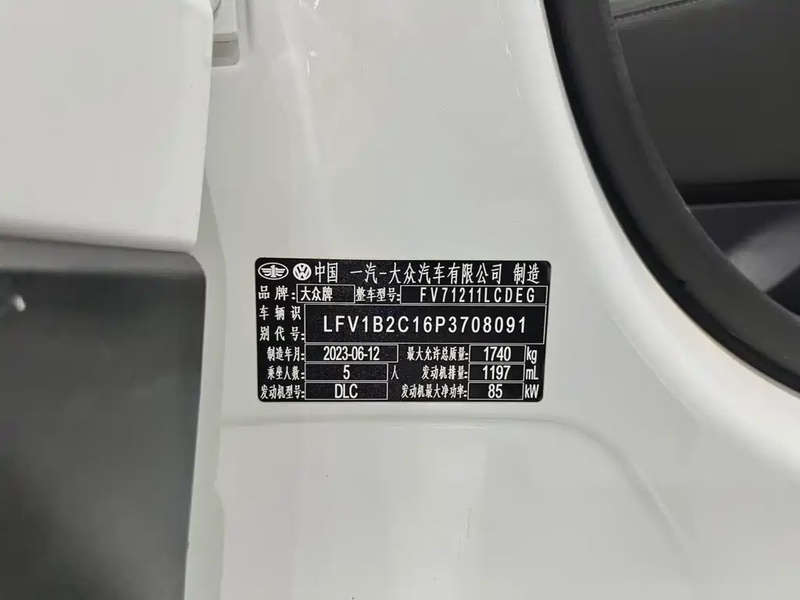 中国 一汽-大众汽车有限公司 制造
品牌: 大众牌 整车型号: FV71211LCDEG
车辆识别代号: LFV1B2C16P3708091
制造年月: 2023-06-12 最大允许总质量: 1740 kg
乘坐人数: 5 人 发动机排量: 1197 mL
发动机型号: DLC 发动机最大净功率: 85 kW